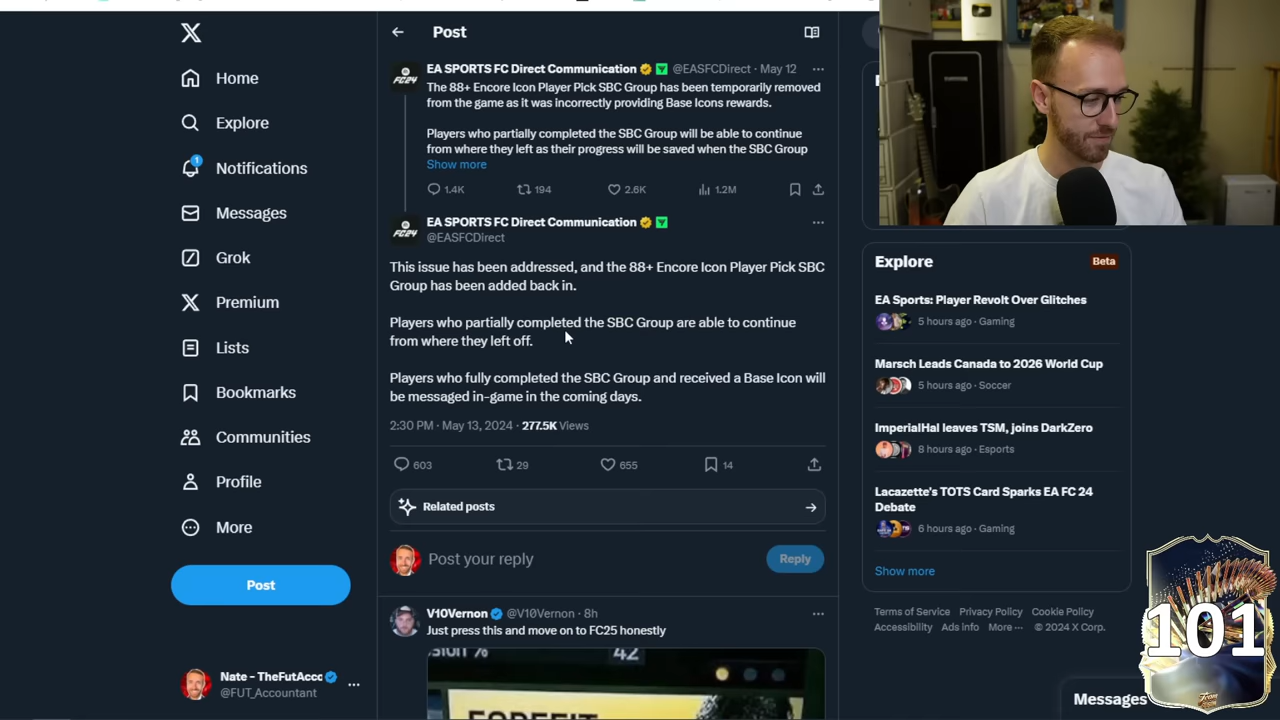 Home
Explore
Notifications
1
Messages
Grok
Premium
Lists
Bookmarks
Communities
Profile
More
Post
Nate - TheFutAcc
@FUT_Accountant
Post
EA SPORTS FC Direct Communication @EASFCDirect · May 12
The 88+ Encore Icon Player Pick SBC Group has been temporarily removed
from the game as it was incorrectly providing Base Icons rewards.
Players who partially completed the SBC Group will be able to continue
from where they left as their progress will be saved when the SBC Group
Show more
1.4K 194 2.6K 1.2M
FC24
EA SPORTS FC Direct Communication
@EASFCDirect
This issue has been addressed, and the 88+ Encore Icon Player Pick SBC
Group has been added back in.
Players who partially completed the SBC Group are able to continue
from where they left off.
Players who fully completed the SBC Group and received a Base Icon will
be messaged in-game in the coming days.
2:30 PM · May 13, 2024 · 277.5K Views
603 29 655 14
Related posts
Post your reply
Reply
V10Vernon @V10Vernon · 8h
Just press this and move on to FC25 honestly
42
FORFEIT
Explore
Beta
EA Sports: Player Revolt Over Glitches
5 hours ago · Gaming
Marsch Leads Canada to 2026 World Cup
5 hours ago · Soccer
ImperialHal leaves TSM, joins DarkZero
8 hours ago · Esports
Lacazette's TOTS Card Sparks EA FC 24
Debate
6 hours ago · Gaming
Show more
Terms of Service Privacy Policy Cookie Policy
Accessibility Ads info More ··· © 2024 X Corp.
Messages
101